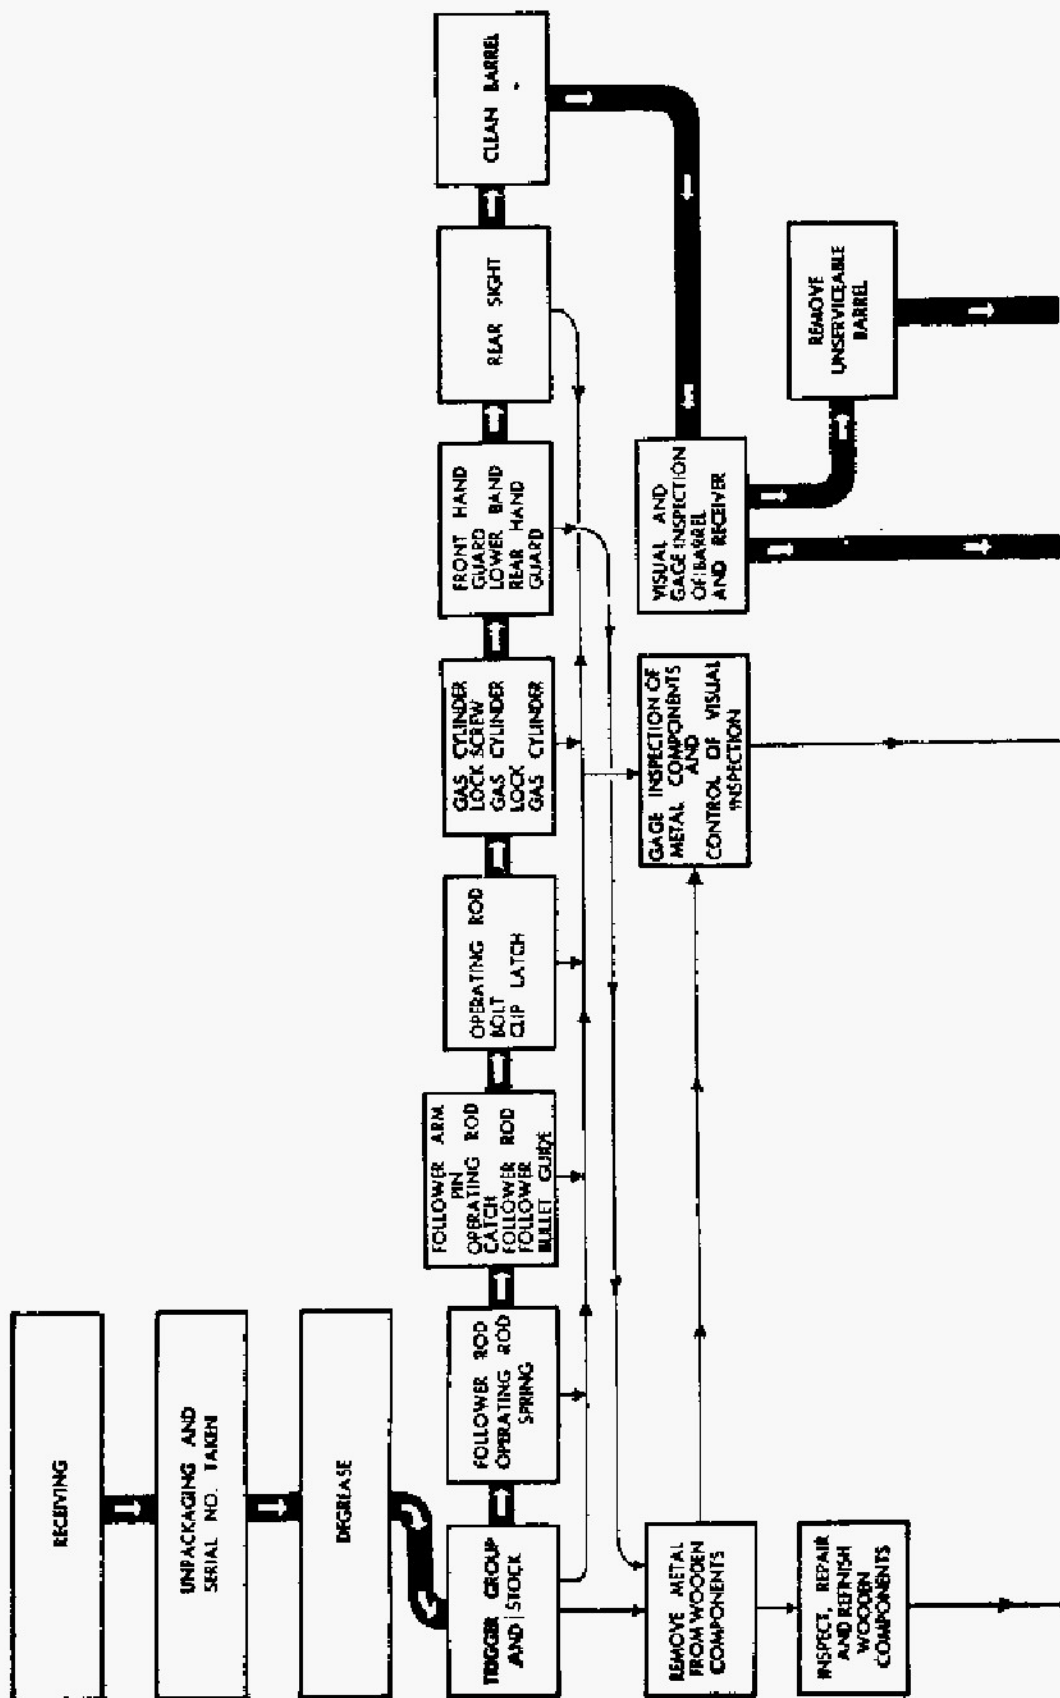 RECEIVING
UNPACKAGING AND
SERIAL NO. TAKEN
DEGREASE
TRIGGER GROUP
AND STOCK
FOLLOWER ROD
OPERATING ROD
SPRING
FOLLOWER ARM
PIN
OPERATING ROD
CATCH
FOLLOWER ROD
FOLLOWER
BULLET GUIDE
OPERATING ROD
BOLT
CLIP LATCH
GAS CYLINDER
LOCK SCREW
GAS CYLINDER
LOCK
GAS CYLINDER
FRONT HAND
GUARD
LOWER BAND
REAR HAND
GUARD
REAR SIGHT
CLEAN BARREL
REMOVE METAL
FROM WOODEN
COMPONENTS
GAGE INSPECTION OF
METAL COMPONENTS
AND
CONTROL OF VISUAL
INSPECTION
VISUAL AND
GAGE INSPECTION
OF BARREL
AND RECEIVER
INSPECT, REPAIR
AND REFINISH
WOODEN
COMPONENTS
REMOVE
UNSERVICEABLE
BARREL